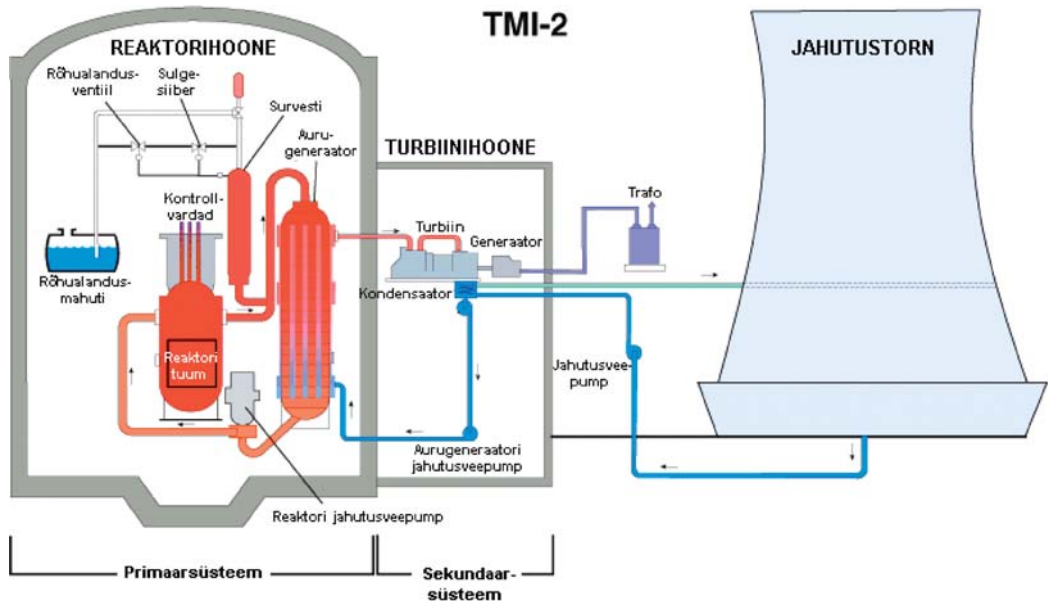 TMI-2
REAKTORIHOONE
JAHUTUSTORN
Rõhualandus-
ventiil
Sulge-
siiber
Survesti
Auru-
generaator
TURBIINIHOONE
Kontroll-
vardad
Trafo
Turbiin
Generaator
Rõhualandus-
mahuti
Kondensaator
Reaktori
tuum
Jahutusvee-
pump
Aurugeneraatori
jahutusveepump
Reaktori jahutusveepump
Primaarsüsteem
Sekundaar-
süsteem